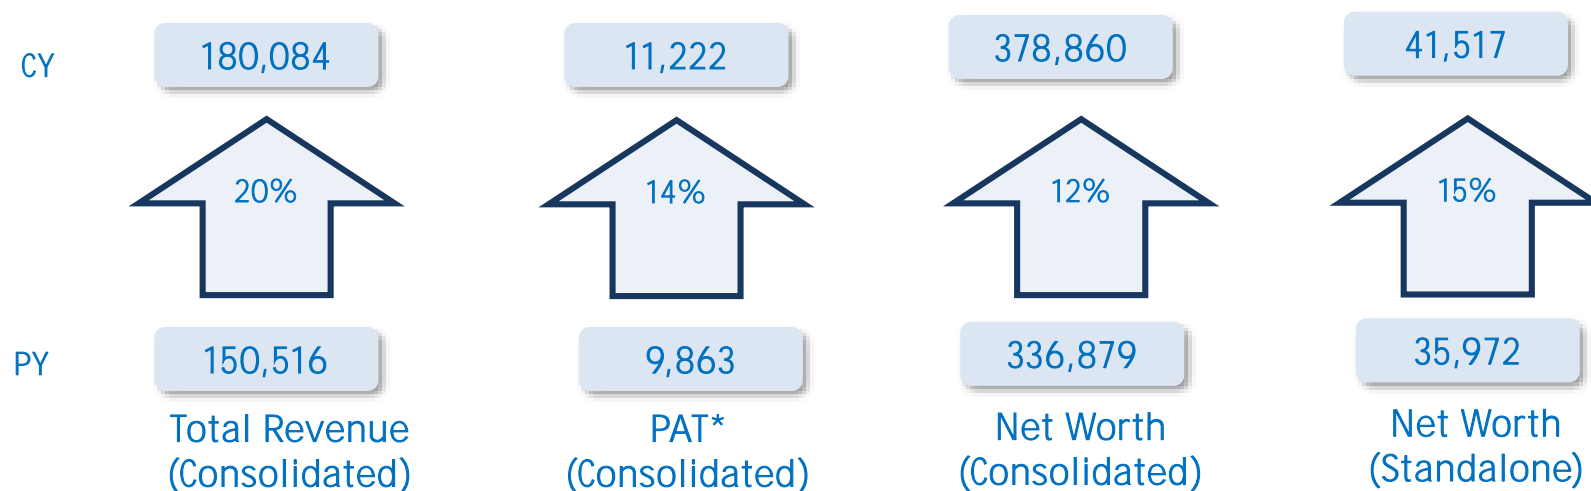 CY
180,084
11,222
378,860
41,517
20%
14%
12%
15%
PY
150,516
9,863
336,879
35,972
Total Revenue
(Consolidated)
PAT*
(Consolidated)
Net Worth
(Consolidated)
Net Worth
(Standalone)